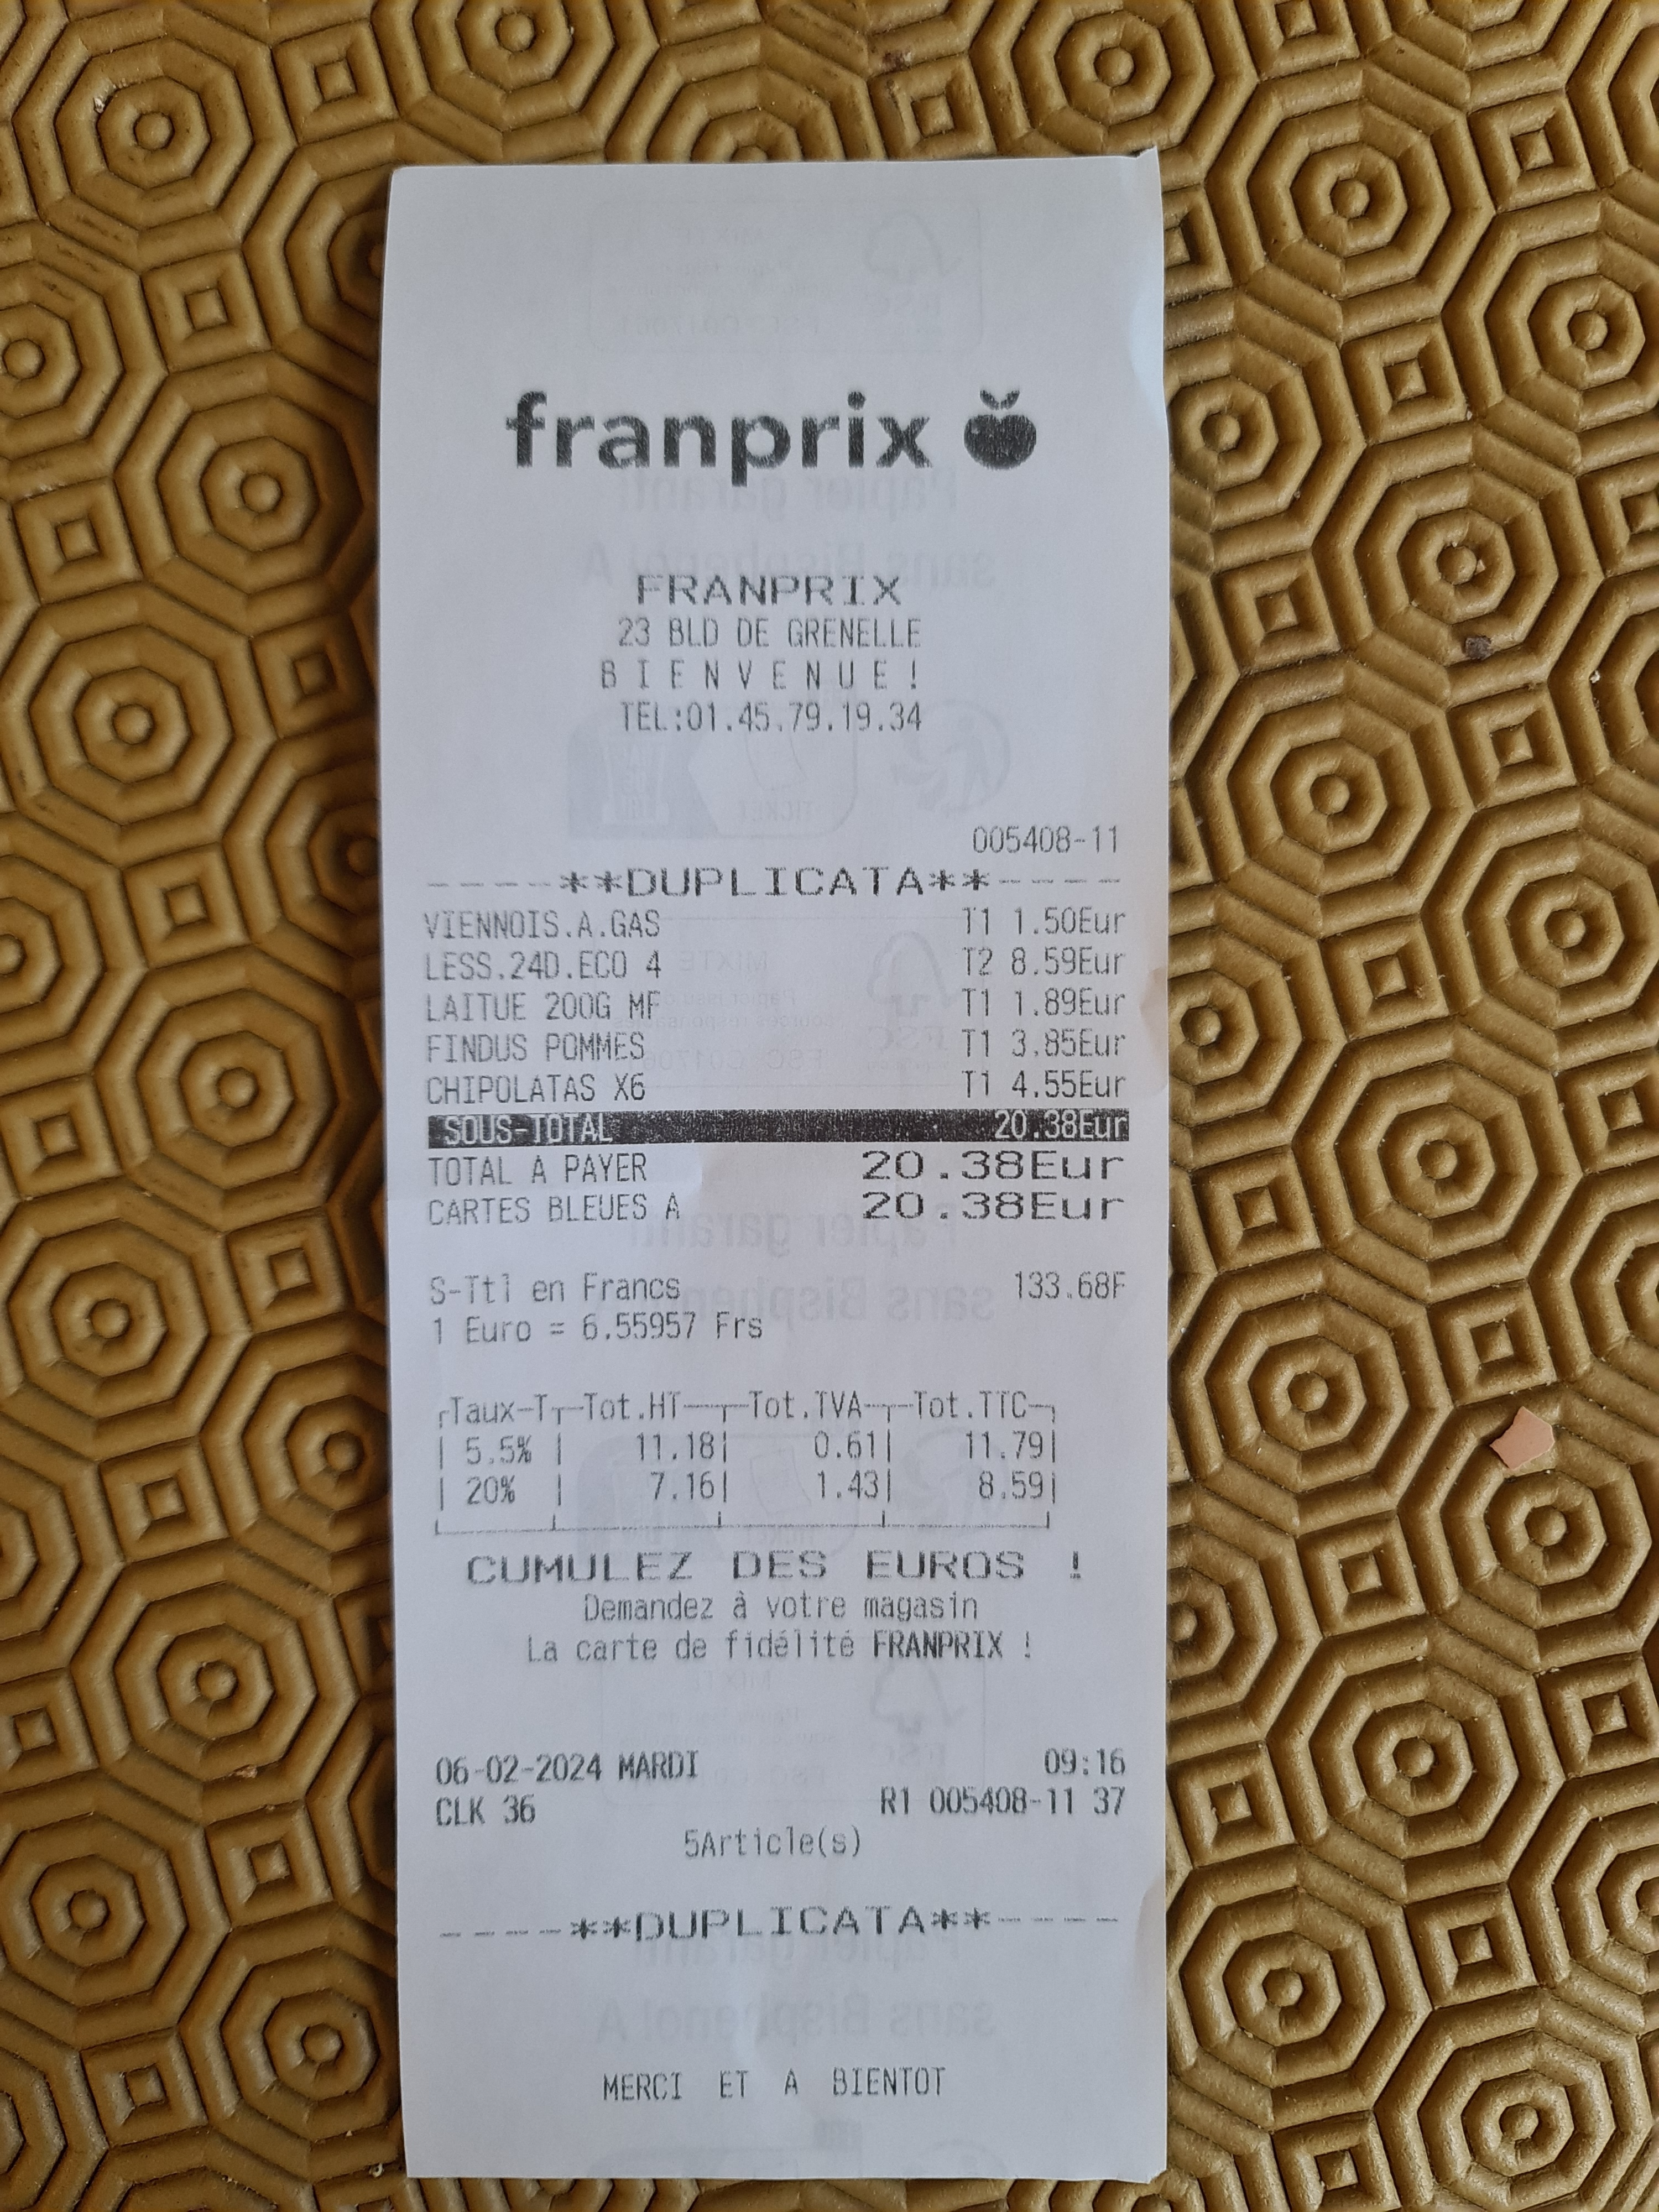 franprix
FRANPRIX
23 BLD DE GRENELLE
B I E N V E N U E !
TEL:01.45.79.19.34
005408-11
----**DUPLICATA**----
VIENNOIS.A.GAS T1 1.50Eur
LESS.24D.ECO 4 T2 8.59Eur
LAITUE 200G MF T1 1.89Eur
FINDUS POMMES T1 3.85Eur
CHIPOLATAS X6 T1 4.55Eur
SOUS-TOTAL 20.38Eur
TOTAL A PAYER 20.38Eur
CARTES BLEUES A 20.38Eur
S-Ttl en Francs 133.68F
1 Euro = 6.55957 Frs
Taux-T Tot.HT Tot.TVA Tot.TTC
5.5% 11.18 0.61 11.79
20% 7.16 1.43 8.59
CUMULEZ DES EUROS !
Demandez à votre magasin
La carte de fidélité FRANPRIX !
06-02-2024 MARDI 09:16
CLK 36 R1 005408-11 37
5Article(s)
----**DUPLICATA**----
MERCI ET A BIENTOT